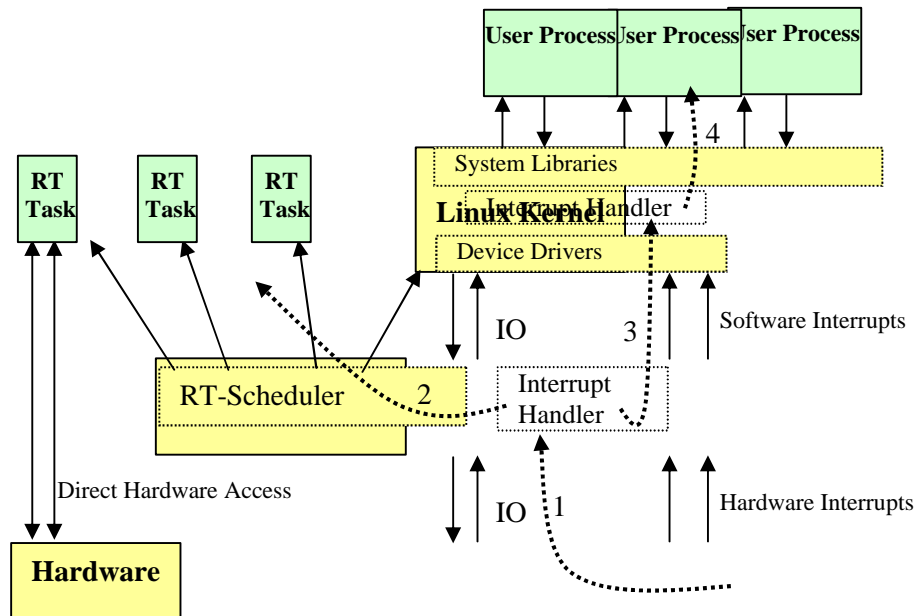 User Process
User Process
User Process
4
System Libraries
RT
Task
RT
Task
RT
Task
Interrupt Handler
Linux Kernel
Device Drivers
IO
3
Software Interrupts
RT-Scheduler
2
Interrupt
Handler
Direct Hardware Access
IO
1
Hardware Interrupts
Hardware